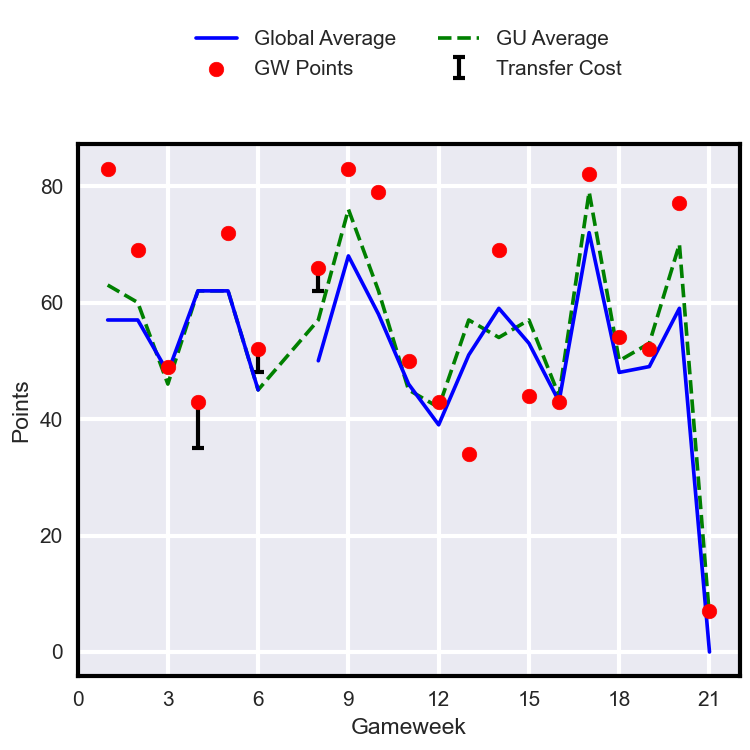 Global Average GU Average
GW Points Transfer Cost
80
60
40
20
0
Points
0 3 6 9 12 15 18 21
Gameweek